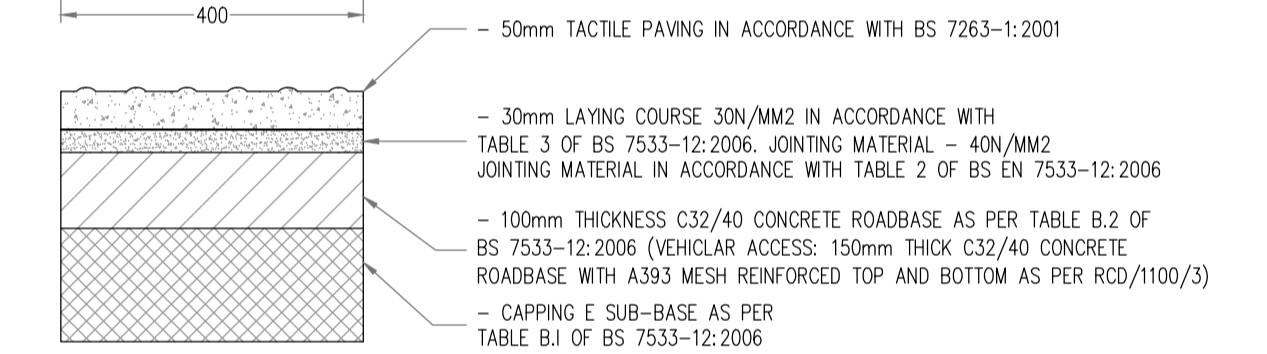 400
- 50mm TACTILE PAVING IN ACCORDANCE WITH BS 7263-1:2001
- 30mm LAYING COURSE 30N/MM2 IN ACCORDANCE WITH
TABLE 3 OF BS 7533-12:2006. JOINTING MATERIAL - 40N/MM2
JOINTING MATERIAL IN ACCORDANCE WITH TABLE 2 OF BS EN 7533-12:2006
- 100mm THICKNESS C32/40 CONCRETE ROADBASE AS PER TABLE B.2 OF
BS 7533-12:2006 (VEHICLAR ACCESS: 150mm THICK C32/40 CONCRETE
ROADBASE WITH A393 MESH REINFORCED TOP AND BOTTOM AS PER RCD/1100/3)
- CAPPING E SUB-BASE AS PER
TABLE B.I OF BS 7533-12:2006